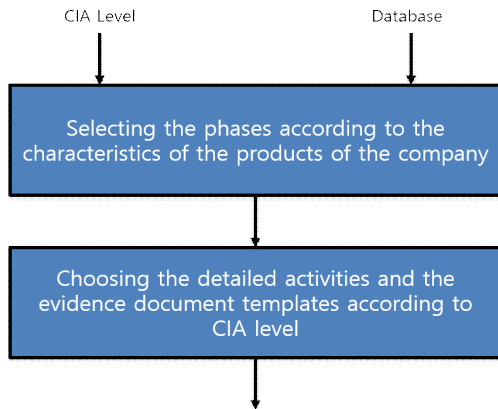 CIA Level
Database
Selecting the phases according to the
characteristics of the products of the company
Choosing the detailed activities and the
evidence document templates according to
CIA level